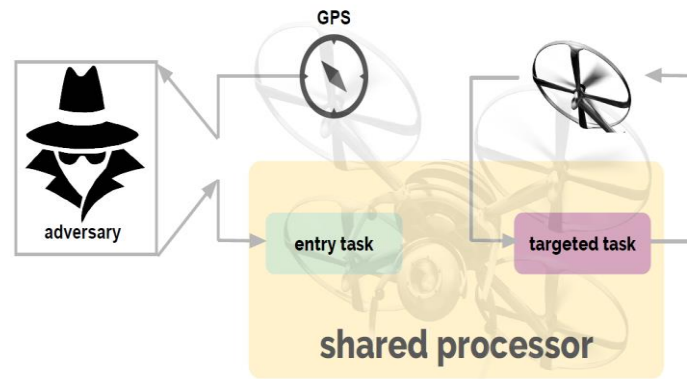 GPS
adversary
entry task
targeted task
shared processor